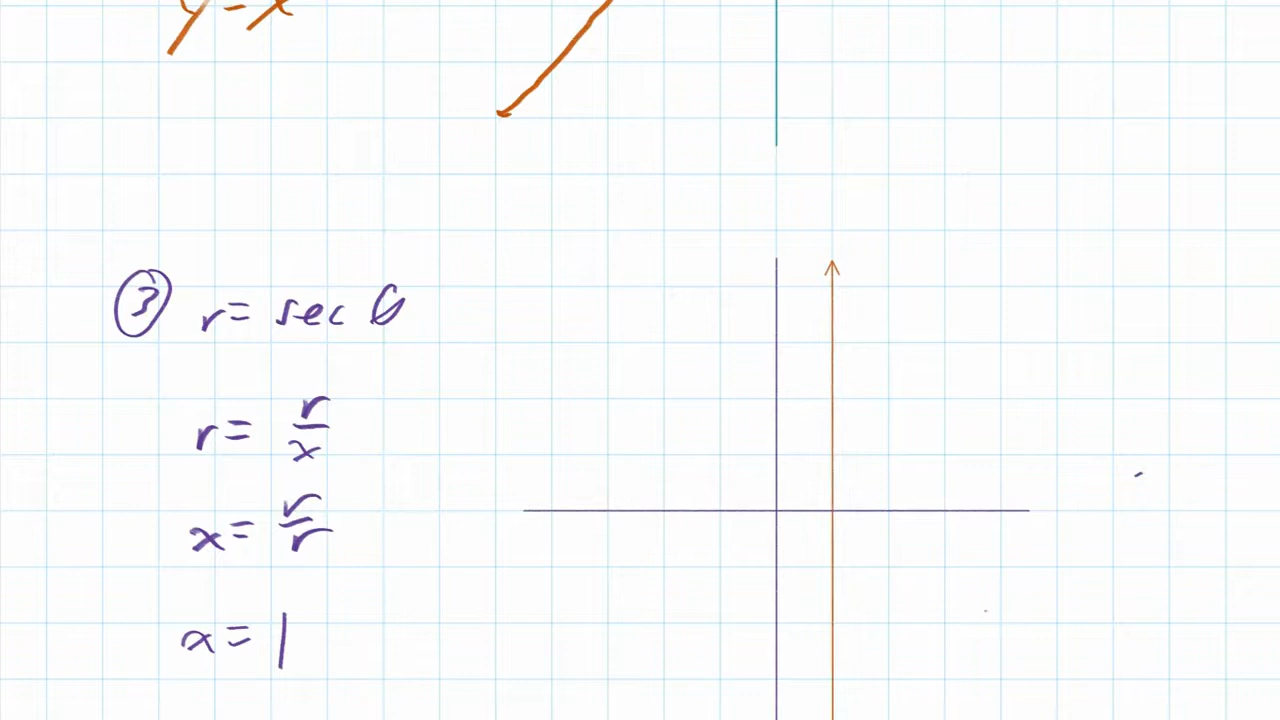 y = x
③ r = sec θ
r = r/x
x = r/r
x = 1